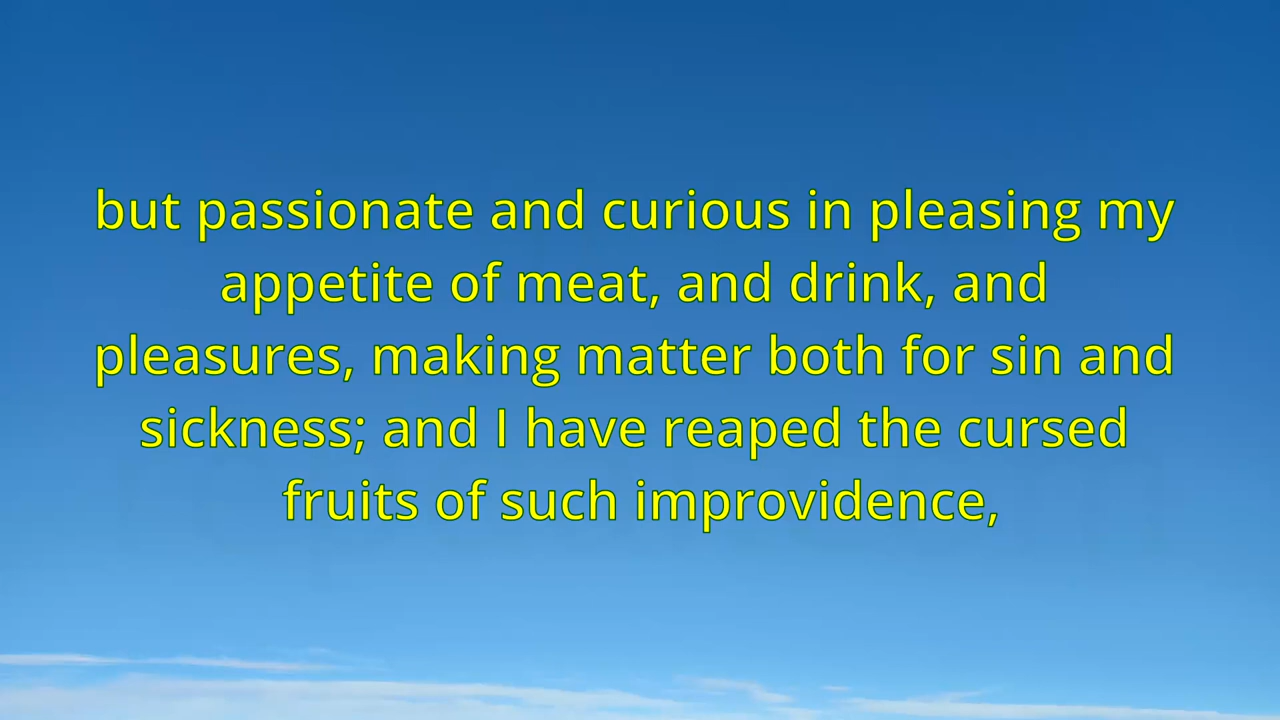 but passionate and curious in pleasing my
appetite of meat, and drink, and
pleasures, making matter both for sin and
sickness; and I have reaped the cursed
fruits of such improvidence,